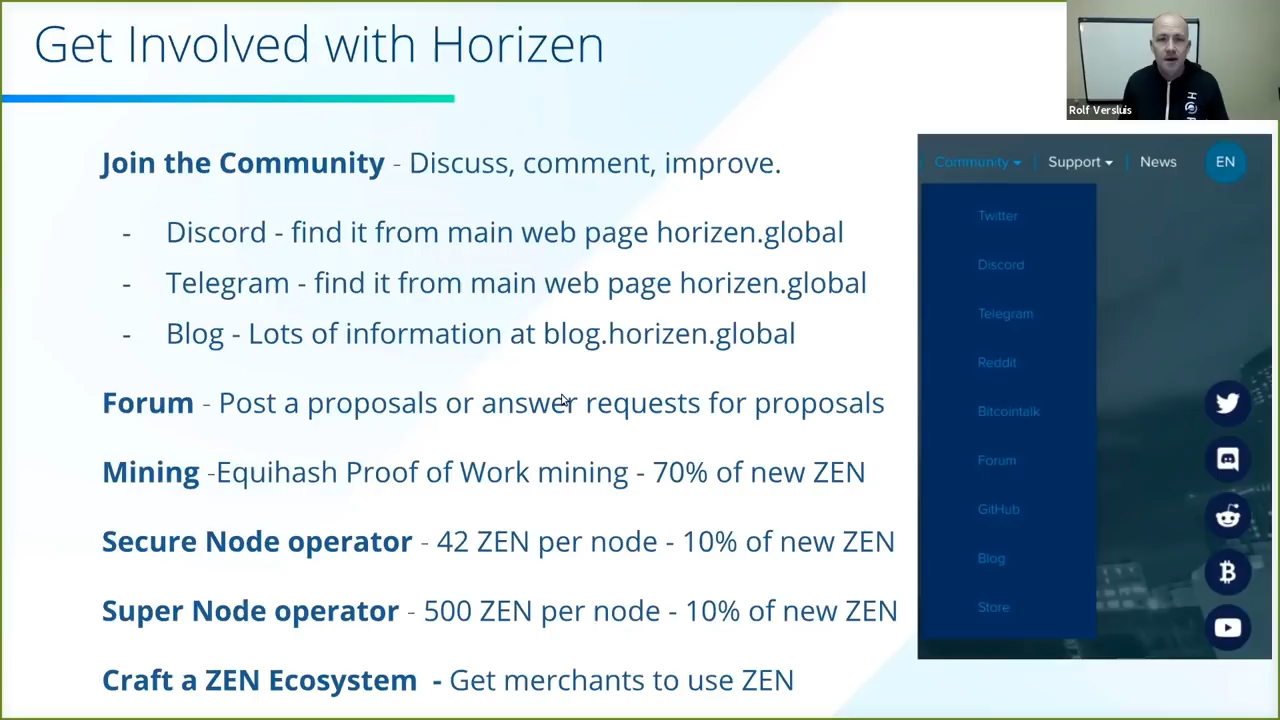 Get Involved with Horizen
Rolf Versluis
Join the Community - Discuss, comment, improve.
- Discord - find it from main web page horizen.global
- Telegram - find it from main web page horizen.global
- Blog - Lots of information at blog.horizen.global
Forum - Post a proposals or answer requests for proposals
Mining -Equihash Proof of Work mining - 70% of new ZEN
Secure Node operator - 42 ZEN per node - 10% of new ZEN
Super Node operator - 500 ZEN per node - 10% of new ZEN
Craft a ZEN Ecosystem - Get merchants to use ZEN
Community | Support | News EN
Twitter
Discord
Telegram
Reddit
Bitcointalk
Forum
GitHub
Blog
Store